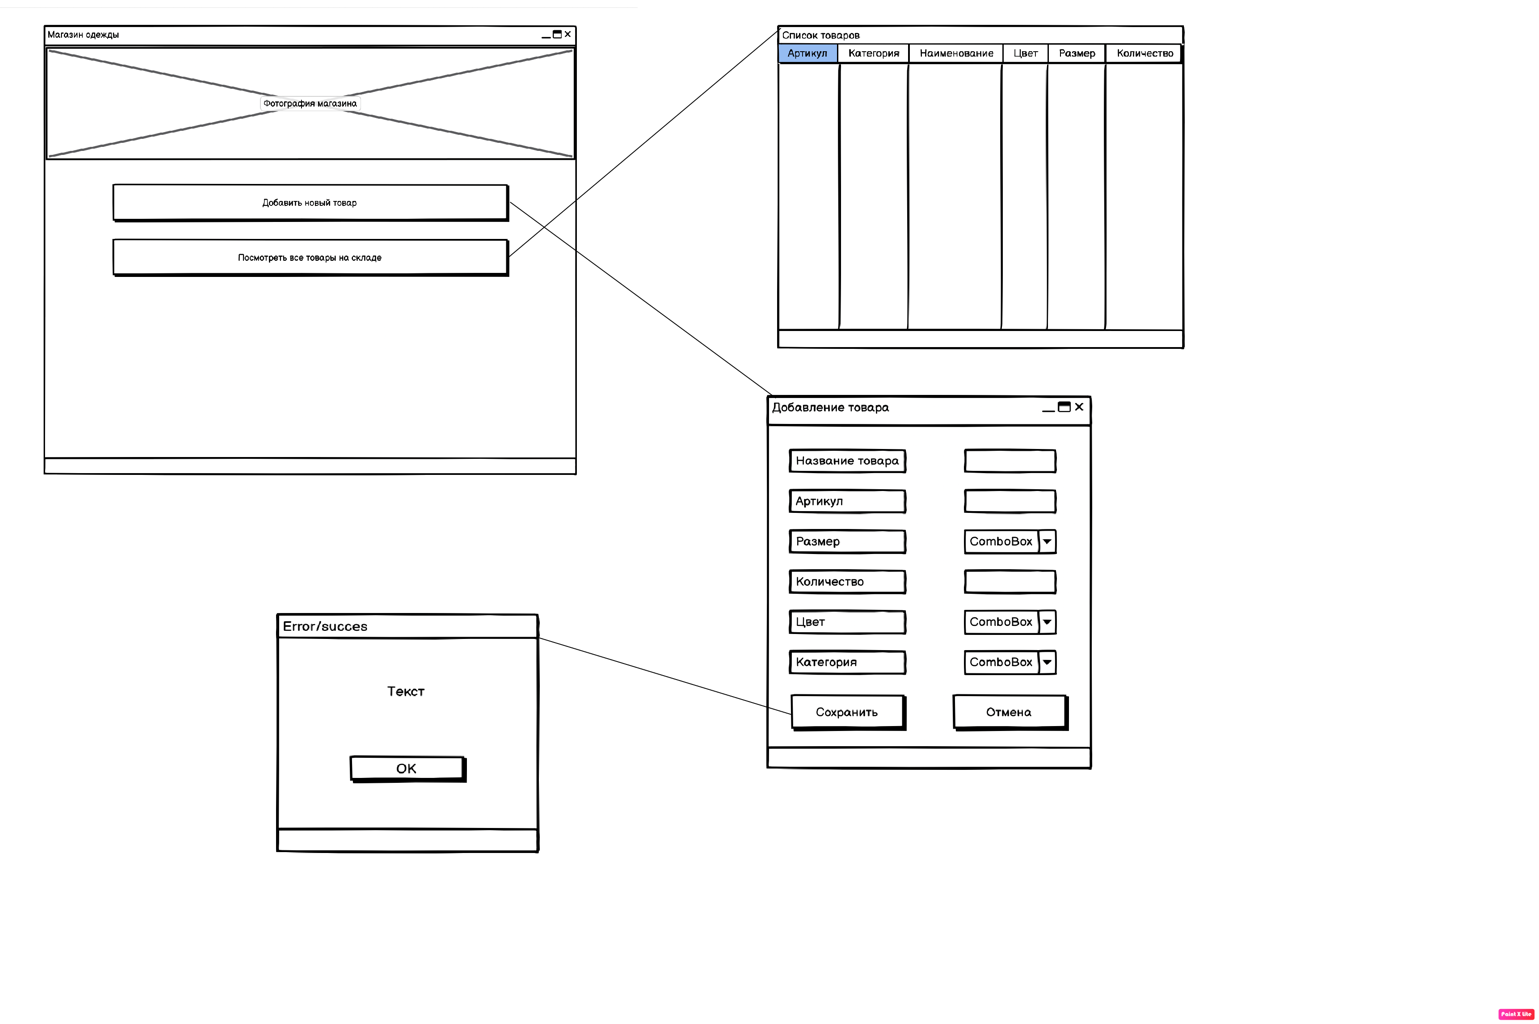 Магазин одежды
Фотография магазина
Добавить новый товар
Посмотреть все товары на складе
Список товаров
Артикул Категория Наименование Цвет Размер Количество
Добавление товара
Название товара
Артикул
Размер ComboBox
Количество
Цвет ComboBox
Категория ComboBox
Сохранить Отмена
Error/succes
Текст
OK
Paint X lite